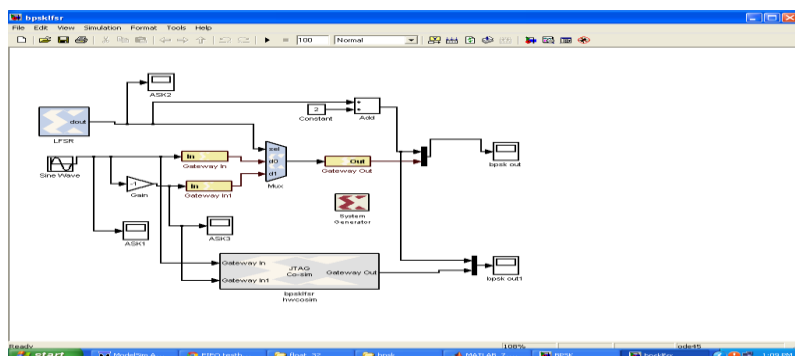 bpsklfsr
File Edit View Simulation Format Tools Help
100 Normal
ASK2
dout
LFSR
2
Constant
Add
sel
d0
d1
Mux
In
Gateway In
In
Gateway In1
Out
Gateway Out
bpsk out
Sine Wave
-1
Gain
System
Generator
ASK1
ASK3
Gateway In
Gateway In1
JTAG
Co-sim
Gateway Out
bpsklfsr
hwcosim
bpsk out1
Ready 108% ode45
start